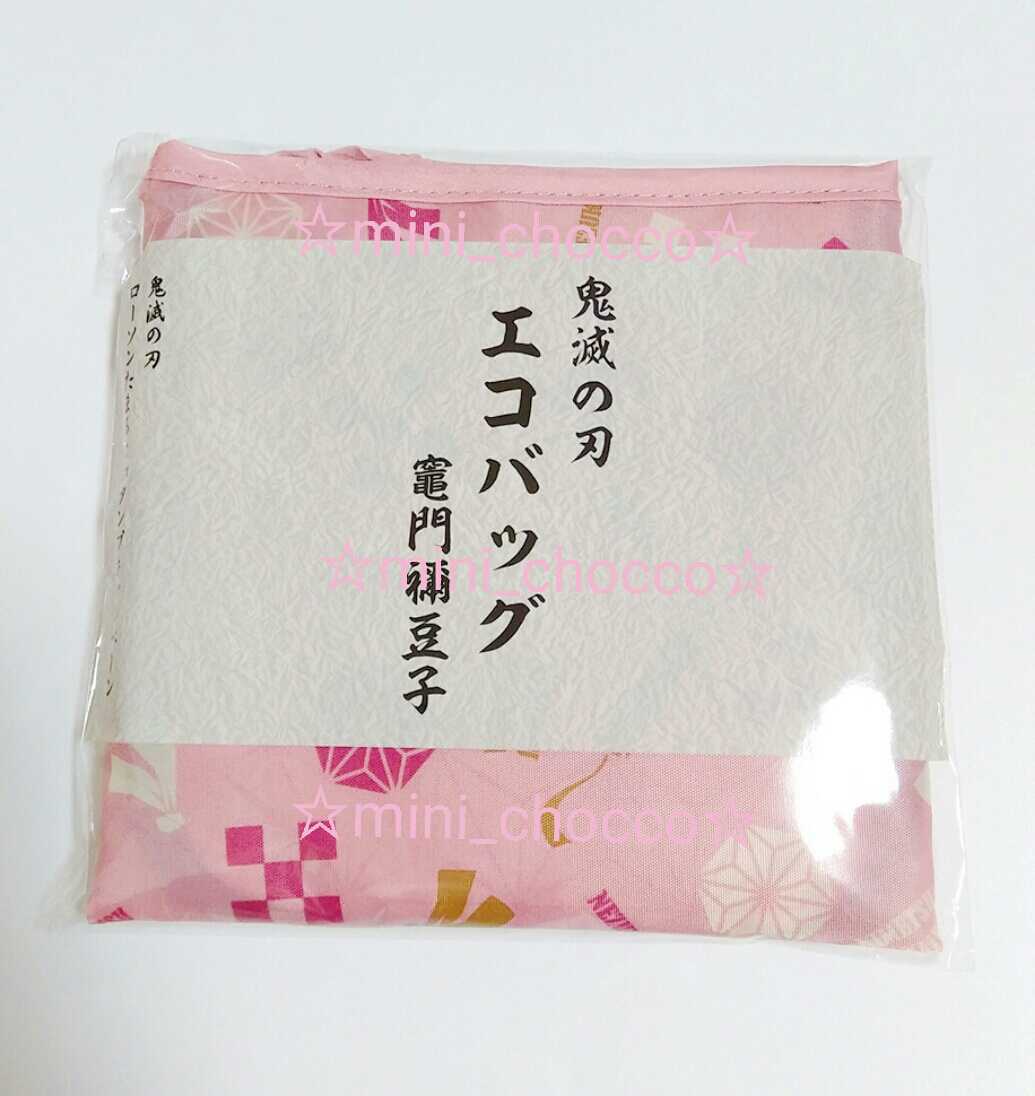 ☆mini_chocco☆
鬼滅の刃
エコバッグ
竈門禰豆子
鬼滅の刃
ローソン
☆mini_chocco☆
☆mini_chocco☆